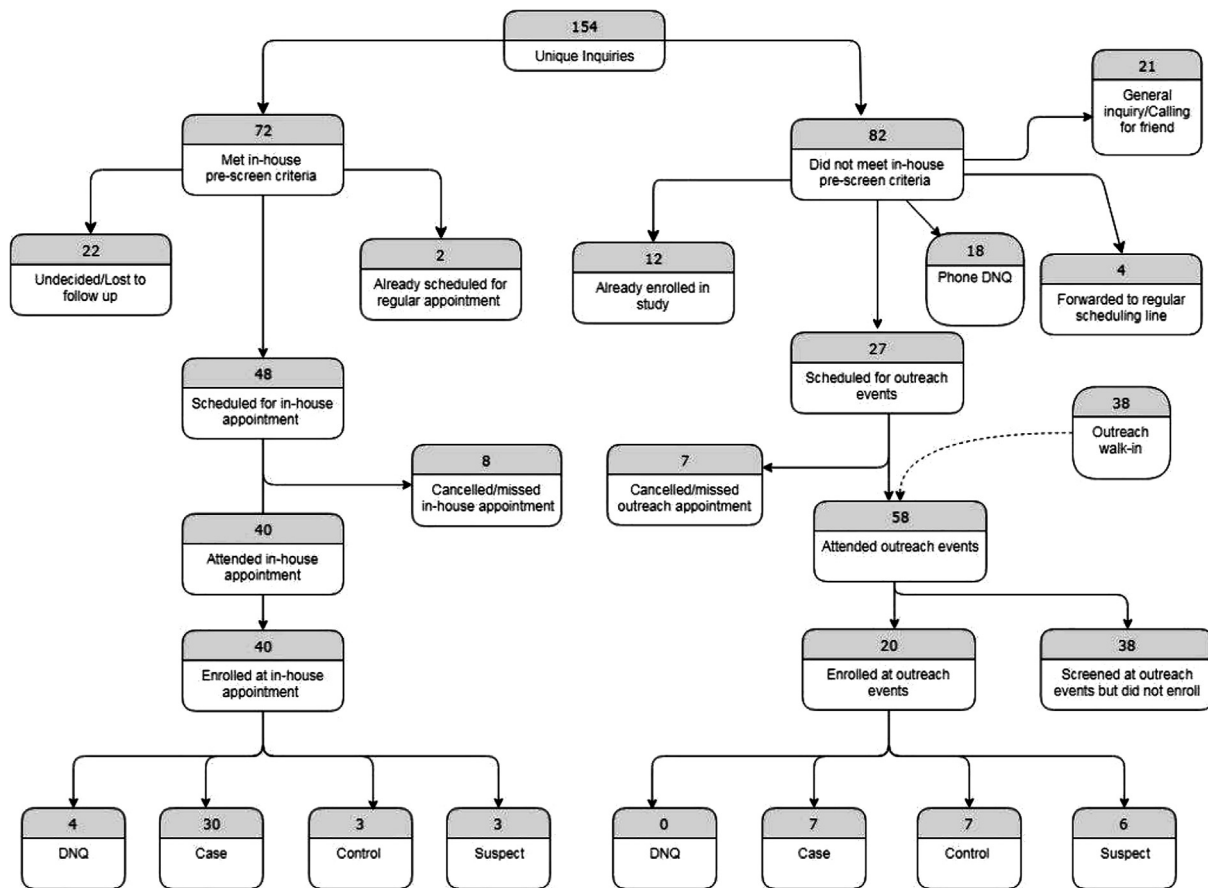 154
Unique Inquiries
21
General
inquiry/Calling
for friend
72
Met in-house
pre-screen criteria
82
Did not meet in-house
pre-screen criteria
22
Undecided/Lost to
follow up
2
Already scheduled for
regular appointment
12
Already enrolled in
study
18
Phone DNQ
4
Forwarded to regular
scheduling line
48
Scheduled for in-house
appointment
27
Scheduled for outreach
events
38
Outreach
walk-in
8
Cancelled/missed
in-house appointment
7
Cancelled/missed
outreach appointment
40
Attended in-house
appointment
58
Attended outreach events
40
Enrolled at in-house
appointment
20
Enrolled at outreach
events
38
Screened at outreach
events but did not enroll
4
DNQ
30
Case
3
Control
3
Suspect
0
DNQ
7
Case
7
Control
6
Suspect